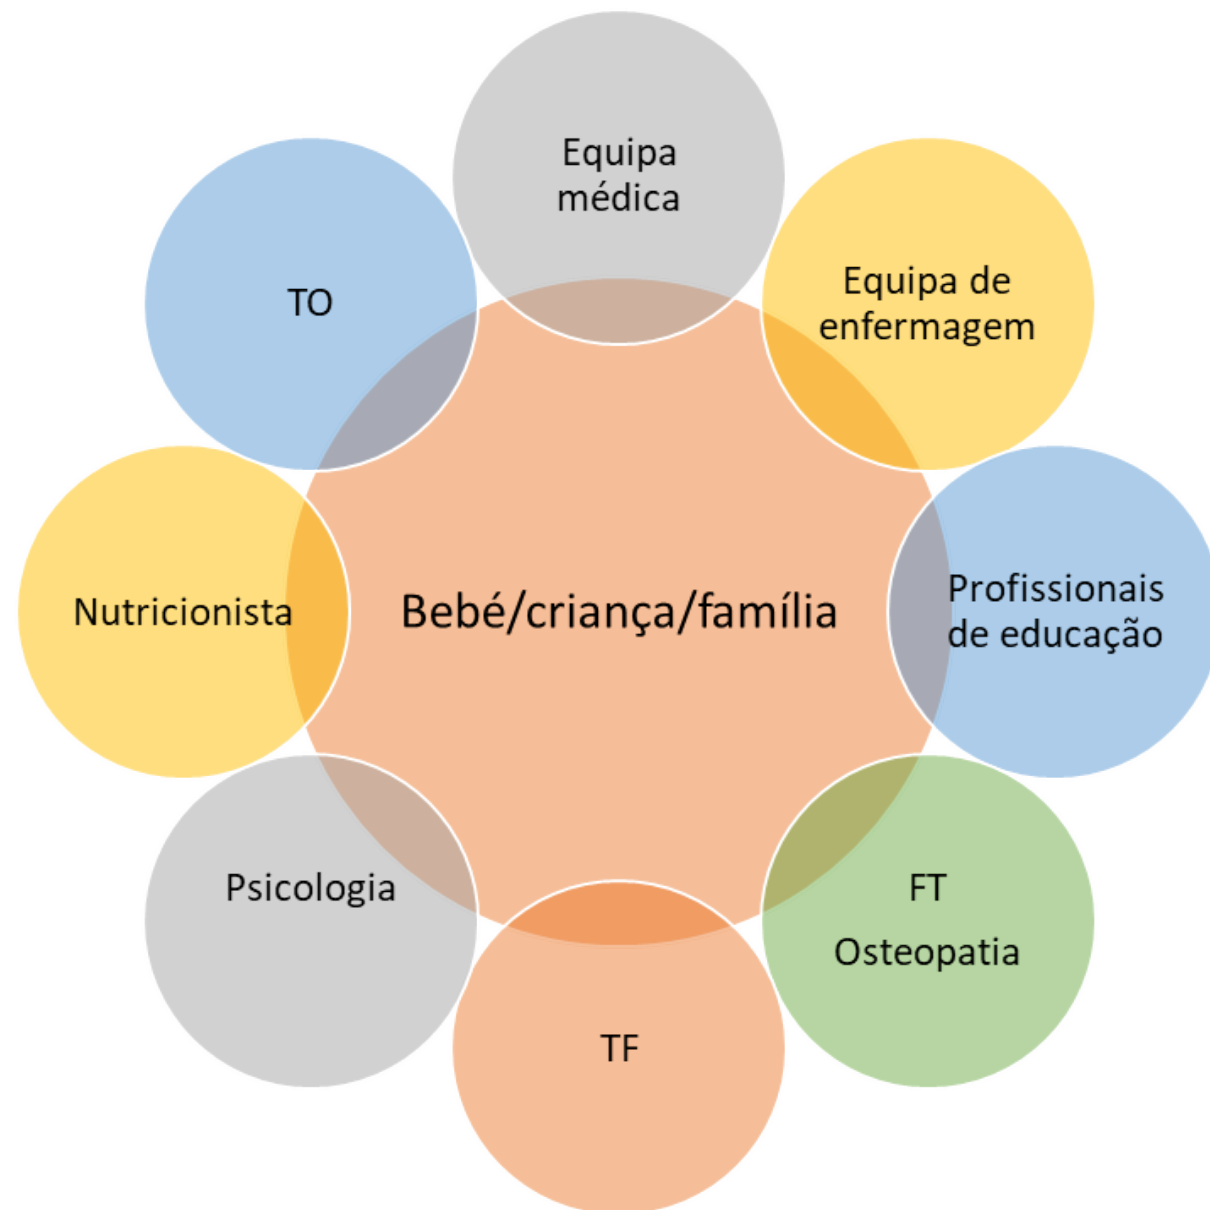 Equipa
médica
Equipa de
enfermagem
TO
Profissionais
de educação
Nutricionista
Bebé/criança/família
Psicologia
FT
Osteopatia
TF